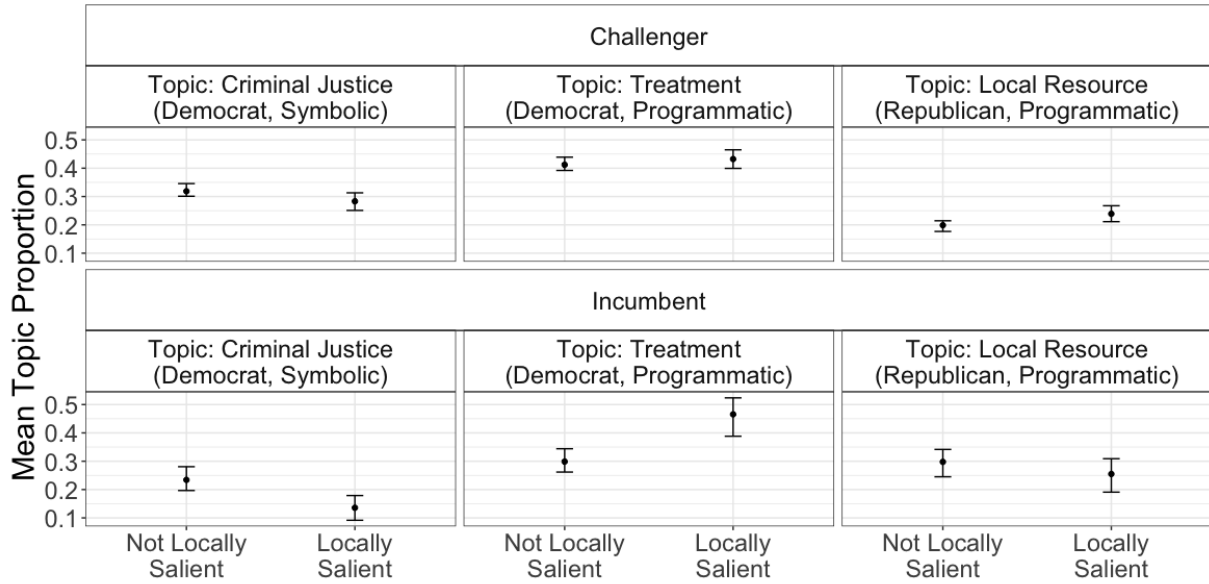 Challenger
Topic: Criminal Justice
(Democrat, Symbolic)
Topic: Treatment
(Democrat, Programmatic)
Topic: Local Resource
(Republican, Programmatic)
0.5
0.4
0.3
0.2
0.1
Mean Topic Proportion
Incumbent
Topic: Criminal Justice
(Democrat, Symbolic)
Topic: Treatment
(Democrat, Programmatic)
Topic: Local Resource
(Republican, Programmatic)
0.5
0.4
0.3
0.2
0.1
Not Locally
Salient
Locally
Salient
Not Locally
Salient
Locally
Salient
Not Locally
Salient
Locally
Salient